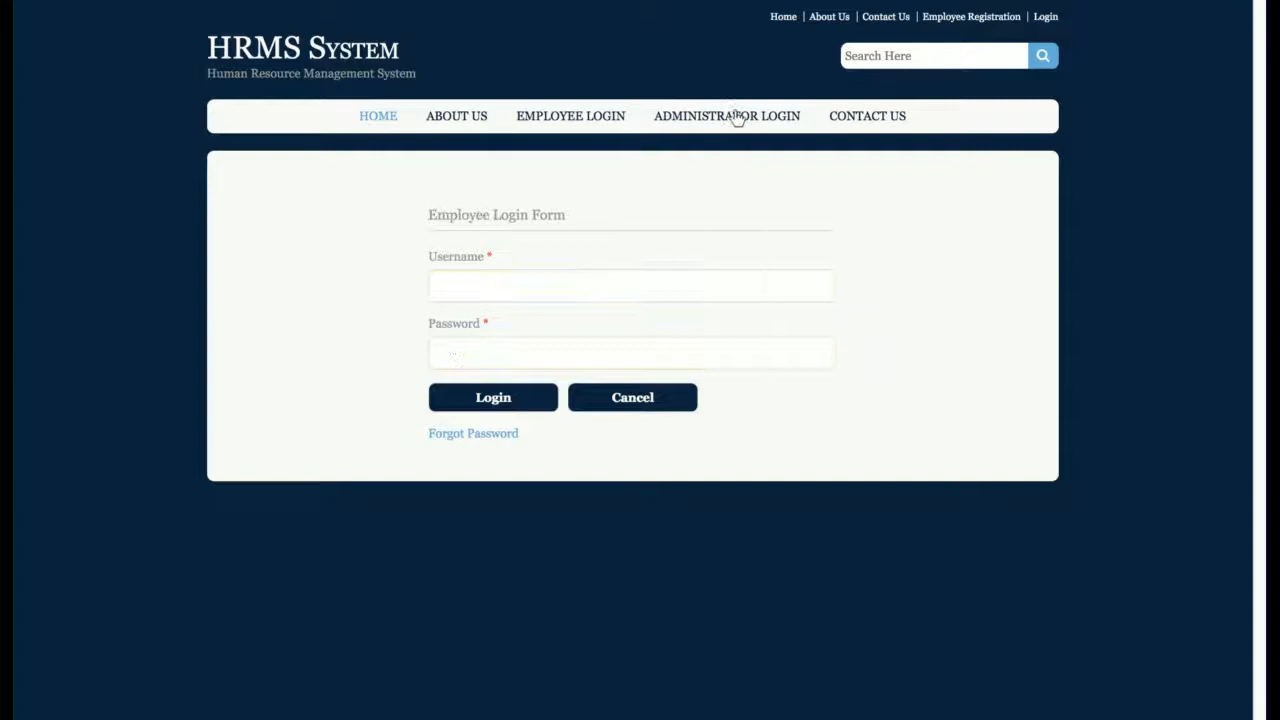 Home | About Us | Contact Us | Employee Registration | Login
HRMS System
Human Resource Management System
Search Here
HOME ABOUT US EMPLOYEE LOGIN ADMINISTRATOR LOGIN CONTACT US
Employee Login Form
Username *
Password *
Login Cancel
Forgot Password